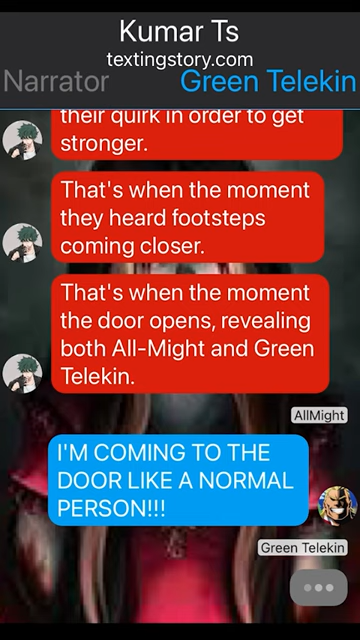 Kumar Ts
textingstory.com
Narrator
Green Telekin
their quirk in order to get
stronger.
That's when the moment
they heard footsteps
coming closer.
That's when the moment
the door opens, revealing
both All-Might and Green
Telekin.
AllMight
I'M COMING TO THE
DOOR LIKE A NORMAL
PERSON!!!
Green Telekin